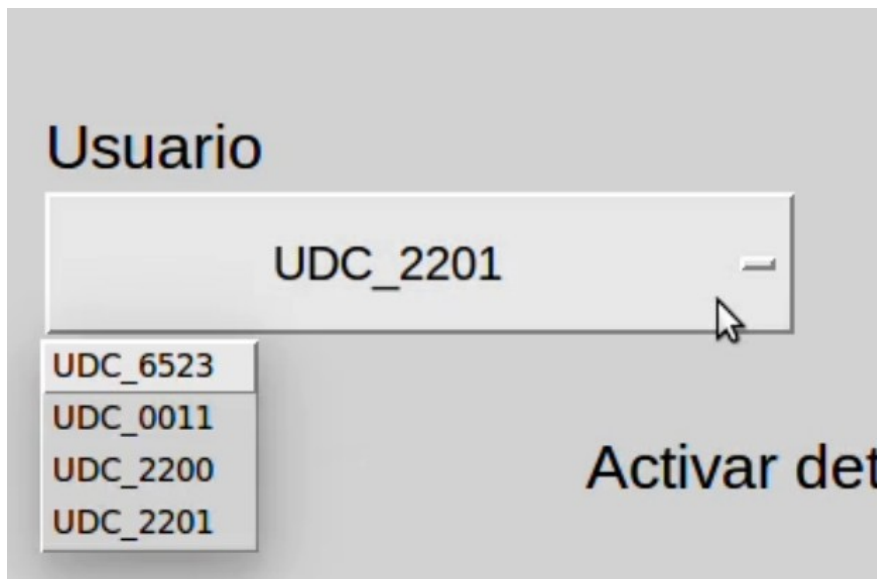 Usuario
UDC_2201
UDC_6523
UDC_0011
UDC_2200
UDC_2201
Activar det